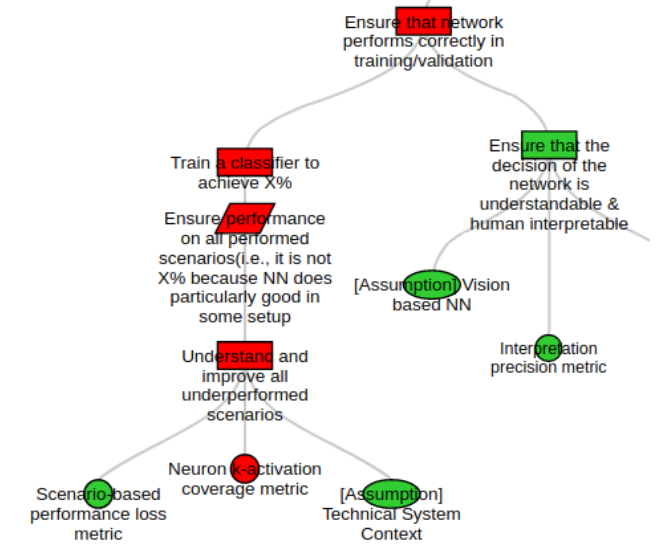 Ensure that network
performs correctly in
training/validation
Train a classifier to
achieve X%
Ensure performance
on all performed
scenarios(i.e., it is not
X% because NN does
particularly good in
some setup
Understand and
improve all
underperformed
scenarios
Scenario-based
performance loss
metric
Neuron k-activation
coverage metric
[Assumption]
Technical System
Context
Ensure that the
decision of the
network is
understandable &
human interpretable
[Assumption] Vision
based NN
Interpretation
precision metric